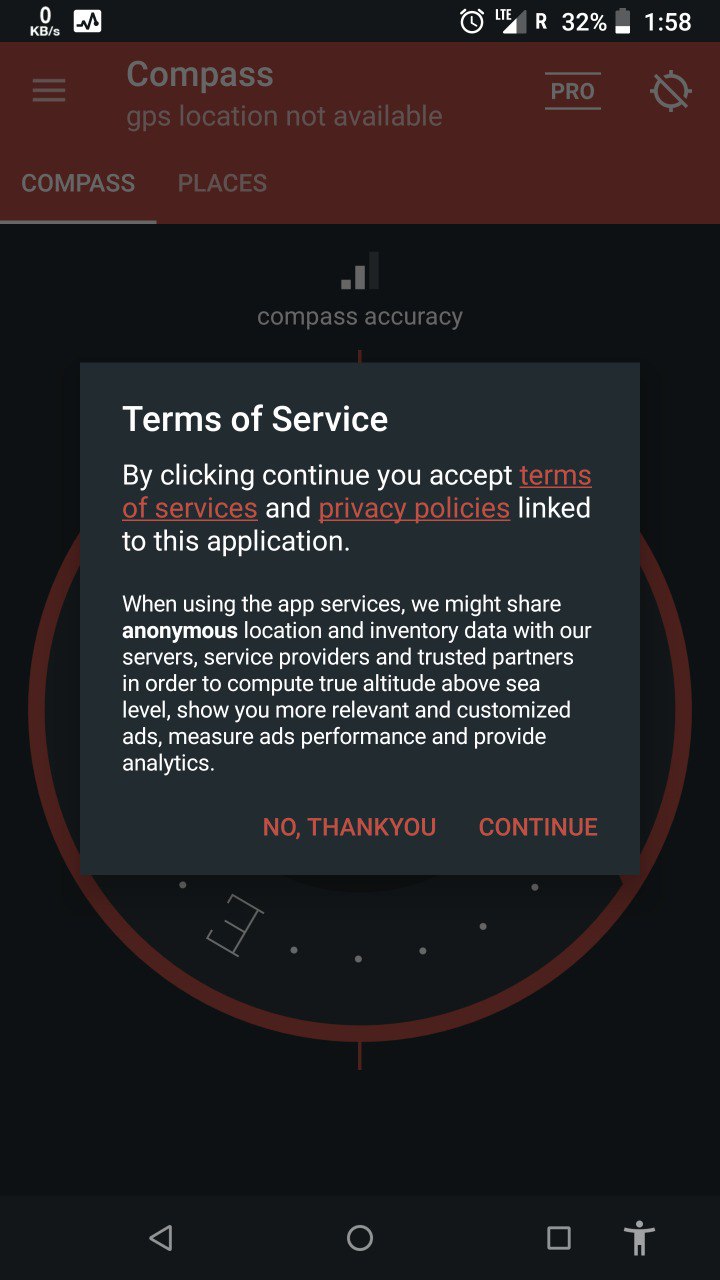 0
KB/s
LTE
R
32%
1:58
Compass
gps location not available
PRO
COMPASS
PLACES
compass accuracy
Terms of Service
By clicking continue you accept terms
of services and privacy policies linked
to this application.
When using the app services, we might share
anonymous location and inventory data with our
servers, service providers and trusted partners
in order to compute true altitude above sea
level, show you more relevant and customized
ads, measure ads performance and provide
analytics.
NO, THANKYOU
CONTINUE
E